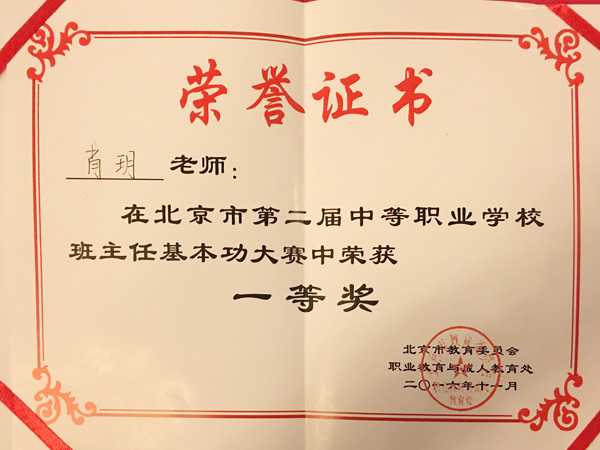 荣誉证书
肖玥 老师：
在北京市第二届中等职业学校
班主任基本功大赛中荣获
一等奖
北京市教育委员会
职业教育与成人教育处
二〇一六年十一月